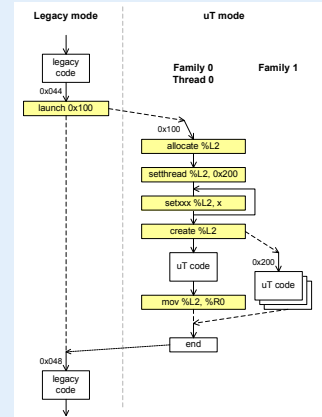 Legacy mode
uT mode
legacy
code
Family 0
Thread 0
Family 1
0x044
launch 0x100
0x100
allocate %L2
setthread %L2, 0x200
setxxx %L2, x
create %L2
0x200
uT code
uT code
mov %L2, %R0
end
0x048
legacy
code